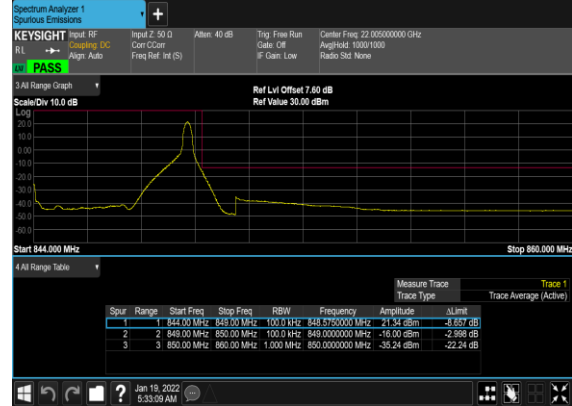 Spectrum Analyzer 1
Spurious Emissions
KEYSIGHT Input: RF Input Z: 50 Ω Atten: 40 dB Trig: Free Run Center Freq: 22.005000000 GHz
RL Coupling: DC Corr CCorr Gate: Off Avg|Hold: 1000/1000
Align: Auto Freq Ref: Int (S) IF Gain: Low Radio Std: None
PASS
3 All Range Graph
Ref Lvl Offset 7.60 dB
Scale/Div 10.0 dB Ref Value 30.00 dBm
Log
20.0
10.0
0.00
-10.0
-20.0
-30.0
-40.0
-50.0
-60.0
Start 844.000 MHz Stop 860.000 MHz
4 All Range Table
Measure Trace Trace 1
Trace Type Trace Average (Active)
Spur Range Start Freq Stop Freq RBW Frequency Amplitude ΔLimit
1 1 844.00 MHz 849.00 MHz 100.0 kHz 848.5750000 MHz 21.34 dBm -8.657 dB
2 2 849.00 MHz 850.00 MHz 100.0 kHz 849.0000000 MHz -16.00 dBm -2.998 dB
3 3 850.00 MHz 860.00 MHz 1.000 MHz 850.0000000 MHz -35.24 dBm -22.24 dB
? Jan 19, 2022
5:33:09 AM